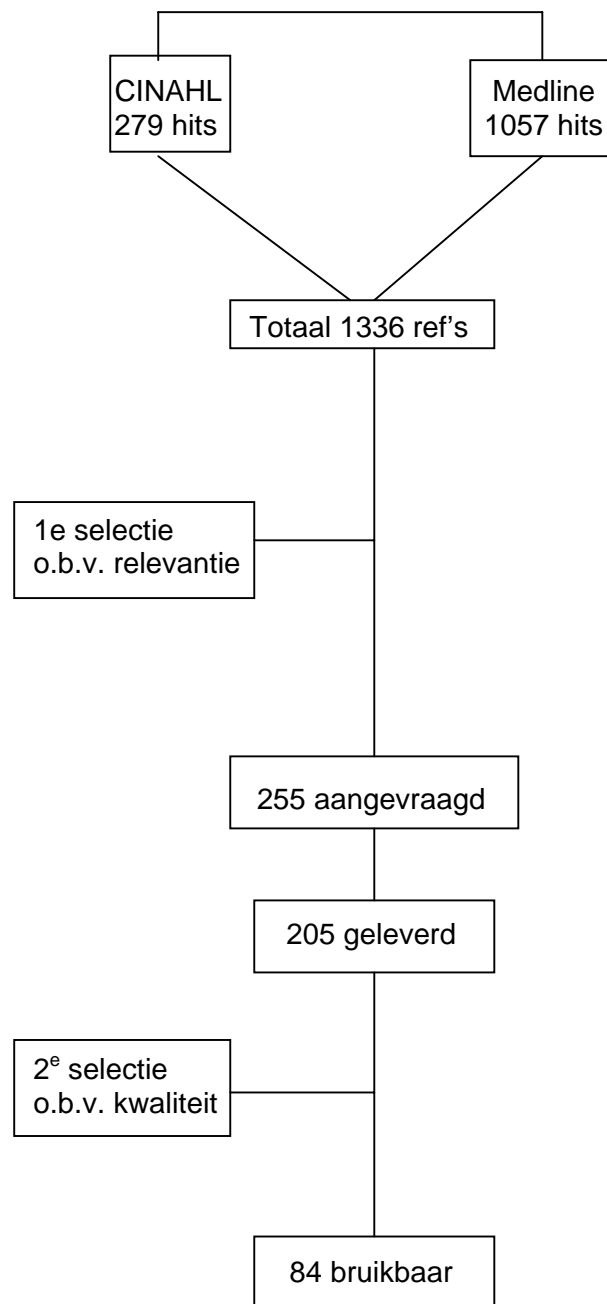 CINAHL
279 hits
Medline
1057 hits
Totaal 1336 ref’s
1e selectie
o.b.v. relevantie
255 aangevraagd
205 geleverd
2e selectie
o.b.v. kwaliteit
84 bruikbaar